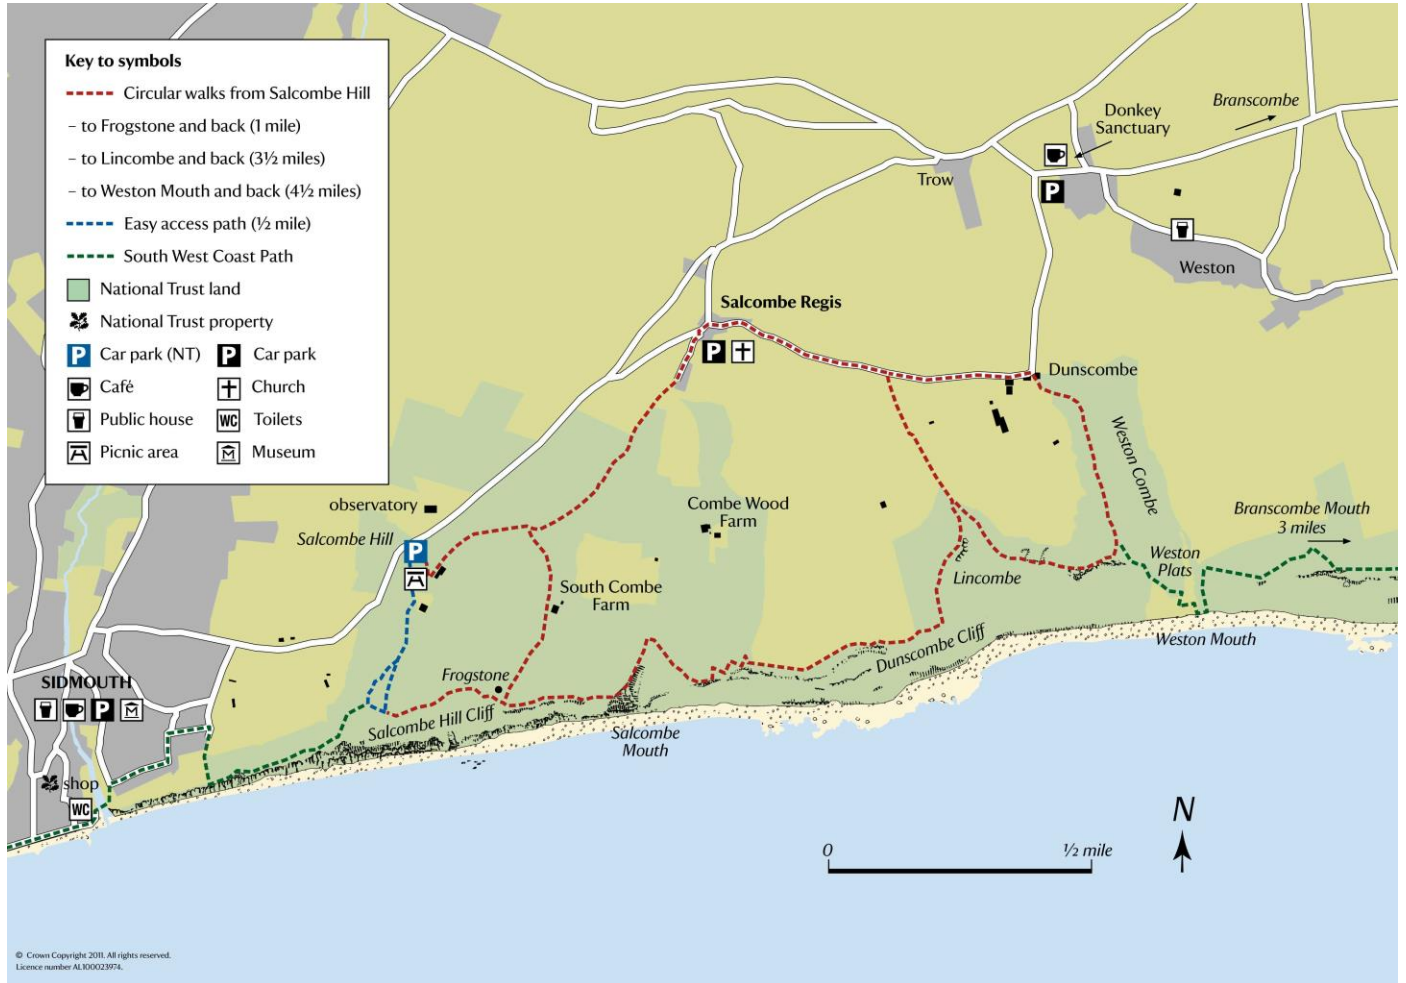 Key to symbols
Circular walks from Salcombe Hill
– to Frogstone and back (1 mile)
– to Lincombe and back (3½ miles)
– to Weston Mouth and back (4½ miles)
Easy access path (½ mile)
South West Coast Path
National Trust land
National Trust property
P Car park (NT)
P Car park
Café
Church
Public house
WC Toilets
Picnic area
M Museum
Branscombe
Donkey
Sanctuary
Trow
P
Weston
Salcombe Regis
P
Dunscombe
Weston Combe
observatory
Salcombe Hill
P
Combe Wood
Farm
Branscombe Mouth
3 miles
Weston
Plats
South Combe
Farm
Lincombe
Weston Mouth
Dunscombe Cliff
Frogstone
SIDMOUTH
P M
Salcombe Hill Cliff
Salcombe
Mouth
shop
WC
N
0 ½ mile
© Crown Copyright 2011. All rights reserved.
Licence number AL100023974.